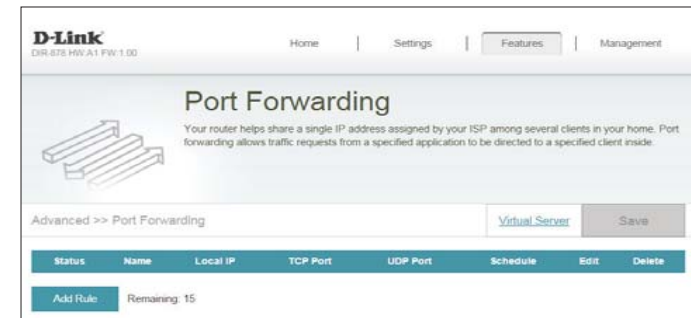 D-Link
DIR-878 HW:A1 FW:1.00
Home | Settings | Features | Management
Port Forwarding
Your router helps share a single IP address assigned by your ISP among several clients in your home. Port
forwarding allows traffic requests from a specified application to be directed to a specified client inside.
Advanced >> Port Forwarding
Virtual Server
Save
Status Name Local IP TCP Port UDP Port Schedule Edit Delete
Add Rule Remaining: 15